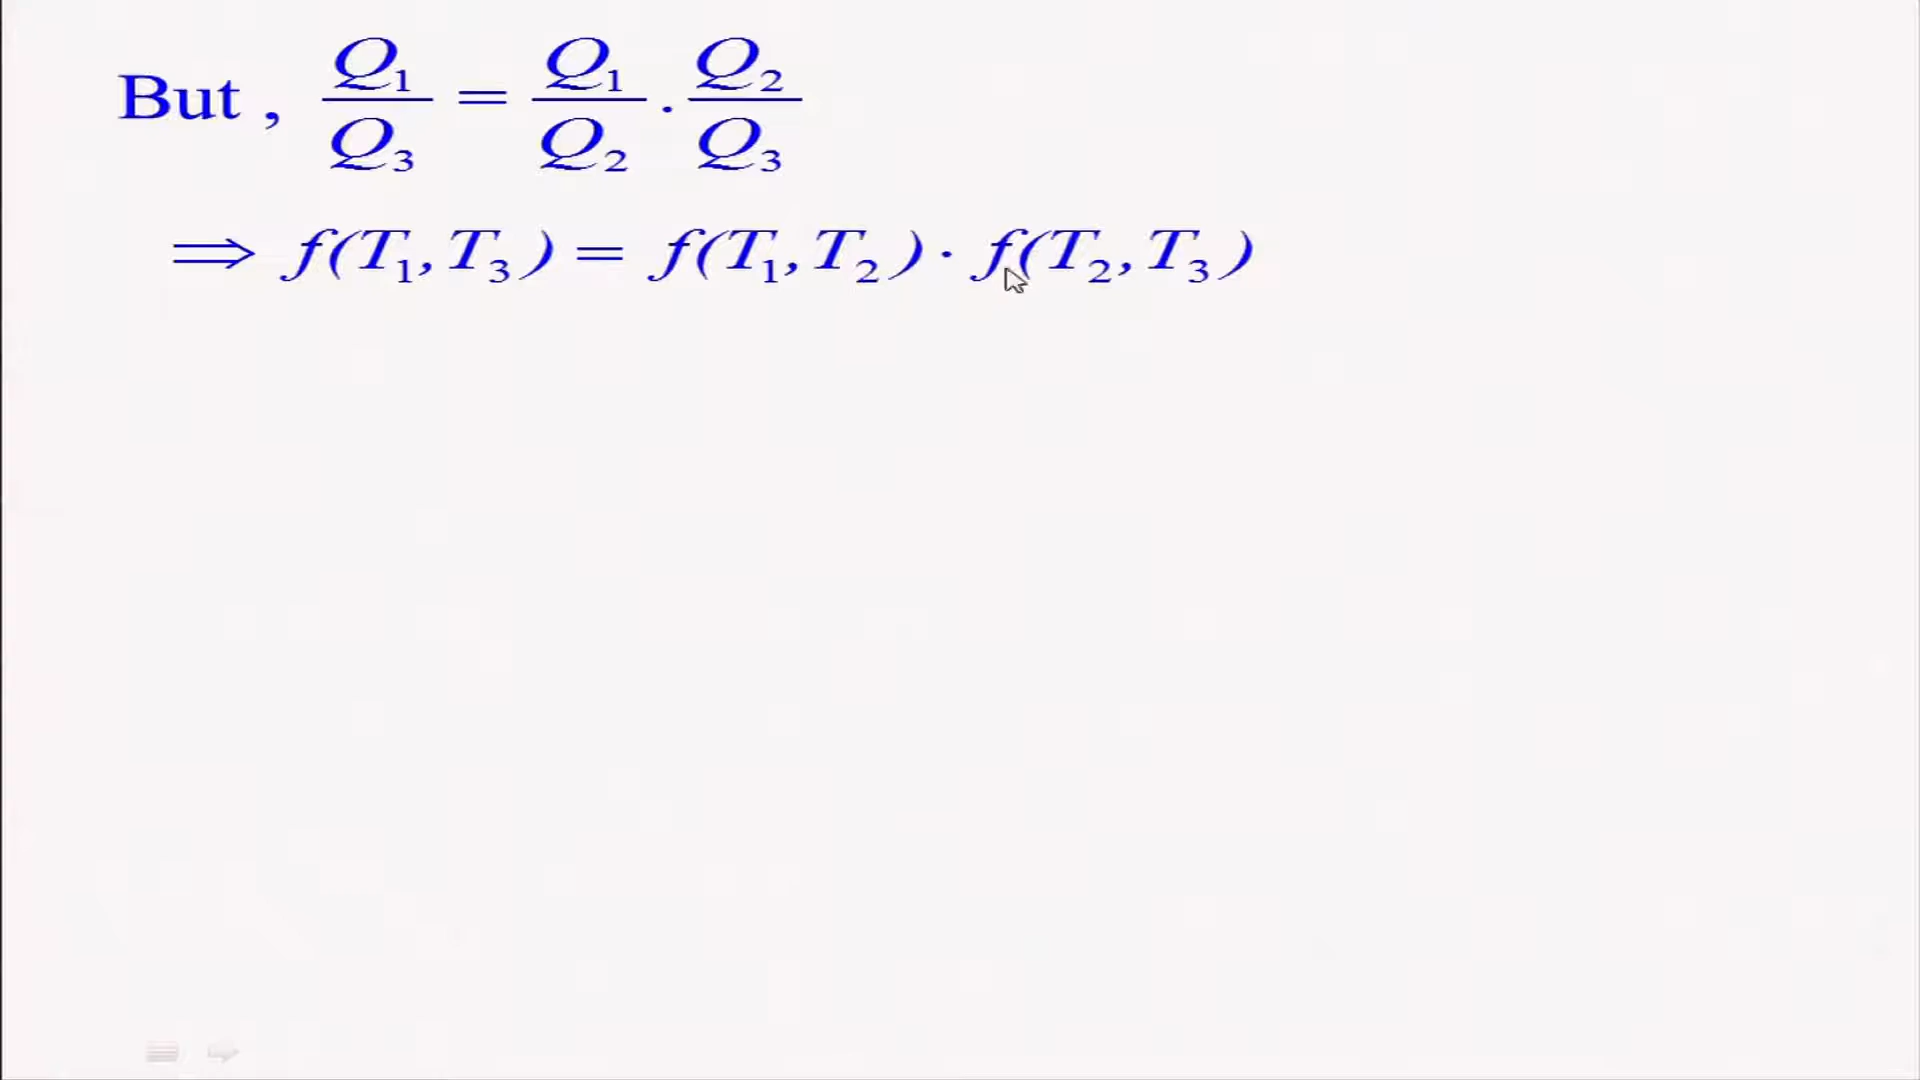 But , Q₁/Q₃ = Q₁/Q₂ . Q₂/Q₃
⟹ f(T₁,T₃) = f(T₁,T₂) · f(T₂,T₃)